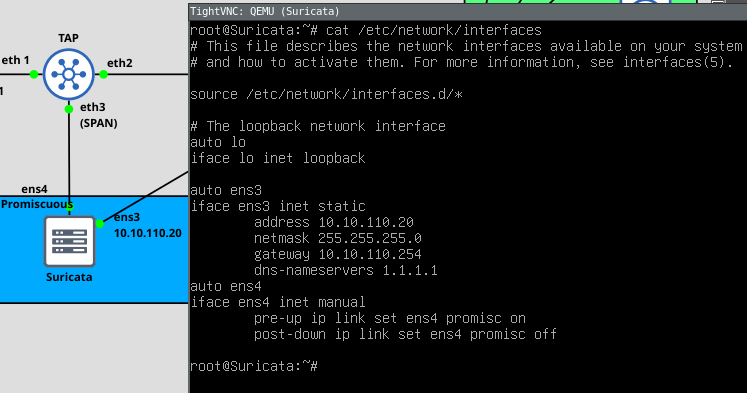 TAP
eth 1
eth2
1
eth3
(SPAN)
ens4
Promiscuous
ens3
10.10.110.20
Suricata
TightVNC: QEMU (Suricata)
root@Suricata:~# cat /etc/network/interfaces
# This file describes the network interfaces available on your system
# and how to activate them. For more information, see interfaces(5).
source /etc/network/interfaces.d/*
# The loopback network interface
auto lo
iface lo inet loopback
auto ens3
iface ens3 inet static
address 10.10.110.20
netmask 255.255.255.0
gateway 10.10.110.254
dns-nameservers 1.1.1.1
auto ens4
iface ens4 inet manual
pre-up ip link set ens4 promisc on
post-down ip link set ens4 promisc off
root@Suricata:~#